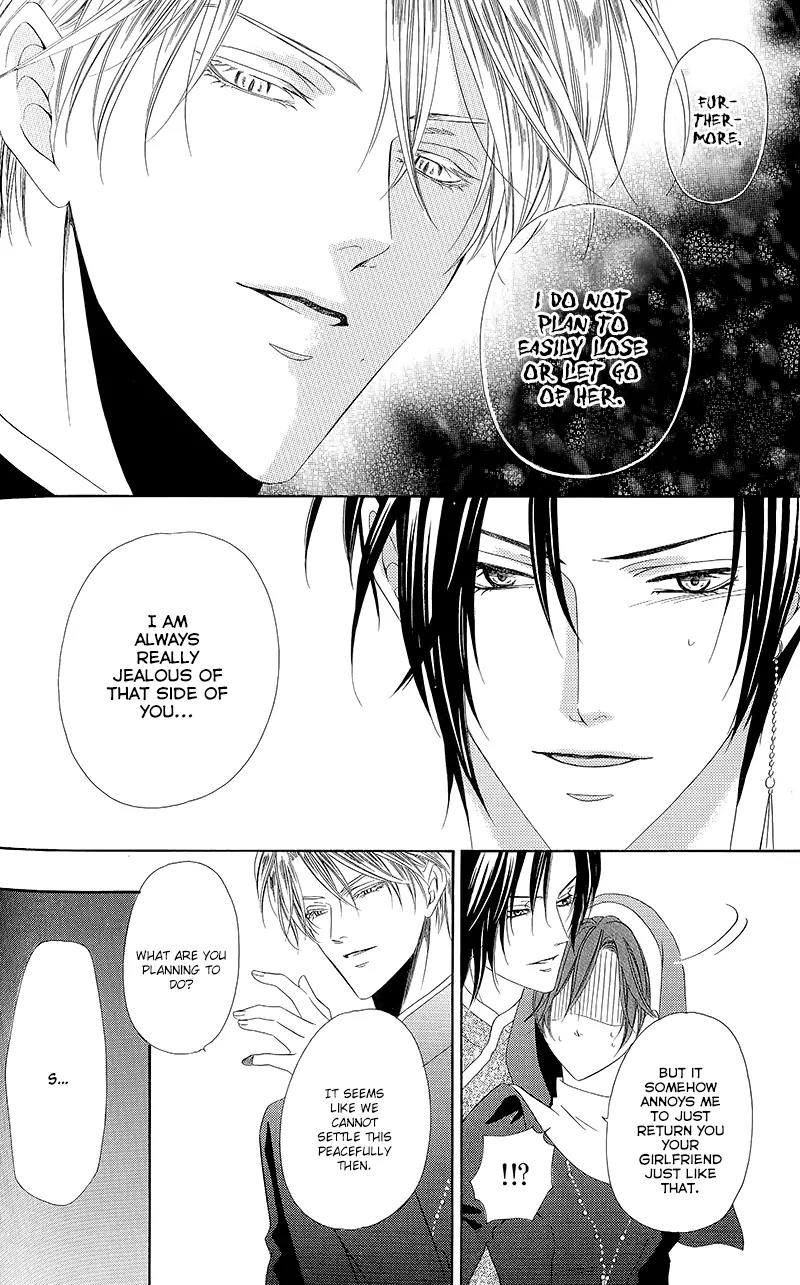 FUR-
THER-
MORE,
I DO NOT
PLAN TO
EASILY LOSE
OR LET GO
OF HER.
I AM
ALWAYS
REALLY
JEALOUS OF
THAT SIDE OF
YOU...
BUT IT
SOMEHOW
ANNOYS ME
TO JUST
RETURN YOU
YOUR
GIRLFRIEND
JUST LIKE
THAT.
!!?
WHAT ARE YOU
PLANNING TO
DO?
IT SEEMS
LIKE WE
CANNOT
SETTLE THIS
PEACEFULLY
THEN.
S...